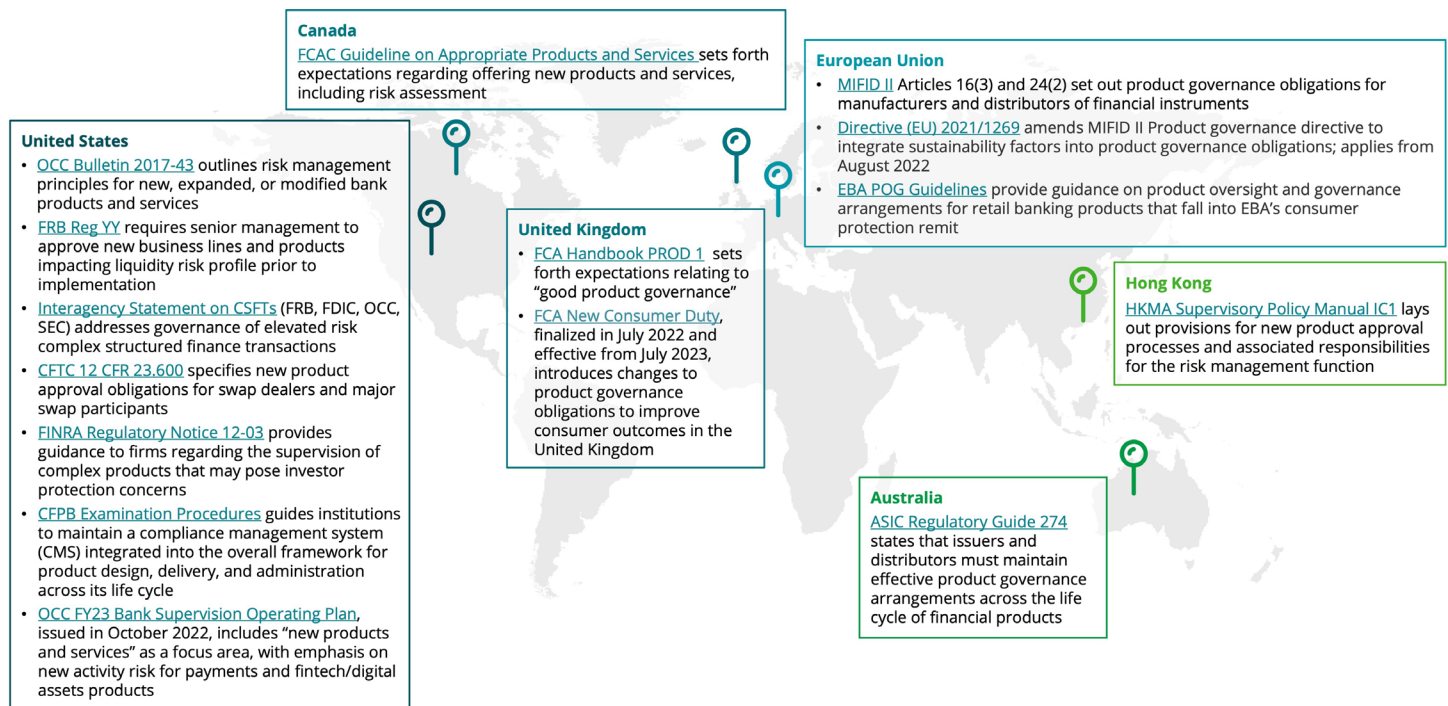 Canada
FCAC Guideline on Appropriate Products and Services sets forth
expectations regarding offering new products and services,
including risk assessment
United States
• OCC Bulletin 2017-43 outlines risk management
principles for new, expanded, or modified bank
products and services
• FRB Reg YY requires senior management to
approve new business lines and products
impacting liquidity risk profile prior to
implementation
• Interagency Statement on CSFTs (FRB, FDIC, OCC,
SEC) addresses governance of elevated risk
complex structured finance transactions
• CFTC 12 CFR 23.600 specifies new product
approval obligations for swap dealers and major
swap participants
• FINRA Regulatory Notice 12-03 provides
guidance to firms regarding the supervision of
complex products that may pose investor
protection concerns
• CFPB Examination Procedures guides institutions
to maintain a compliance management system
(CMS) integrated into the overall framework for
product design, delivery, and administration
across its life cycle
• OCC FY23 Bank Supervision Operating Plan,
issued in October 2022, includes “new products
and services” as a focus area, with emphasis on
new activity risk for payments and fintech/digital
assets products
United Kingdom
• FCA Handbook PROD 1 sets
forth expectations relating to
“good product governance”
• FCA New Consumer Duty,
finalized in July 2022 and
effective from July 2023,
introduces changes to
product governance
obligations to improve
consumer outcomes in the
United Kingdom
European Union
• MIFID II Articles 16(3) and 24(2) set out product governance obligations for
manufacturers and distributors of financial instruments
• Directive (EU) 2021/1269 amends MIFID II Product governance directive to
integrate sustainability factors into product governance obligations; applies from
August 2022
• EBA POG Guidelines provide guidance on product oversight and governance
arrangements for retail banking products that fall into EBA’s consumer
protection remit
Hong Kong
HKMA Supervisory Policy Manual IC1 lays
out provisions for new product approval
processes and associated responsibilities
for the risk management function
Australia
ASIC Regulatory Guide 274
states that issuers and
distributors must maintain
effective product governance
arrangements across the life
cycle of financial products